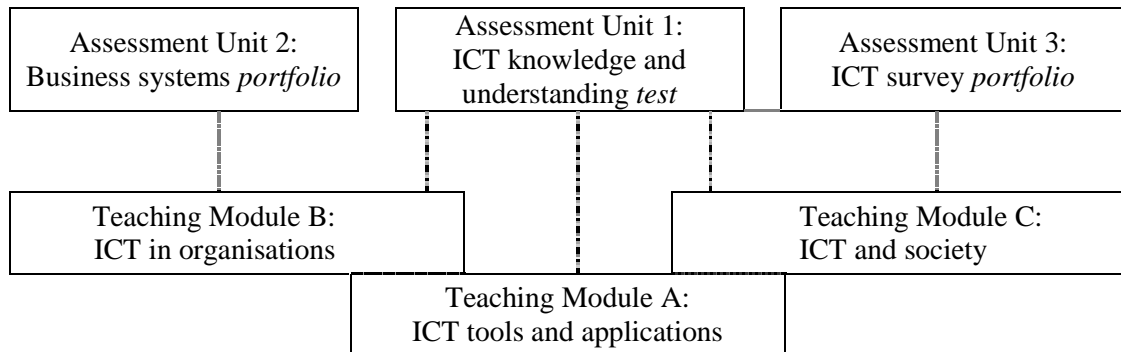 Assessment Unit 2:
Business systems portfolio
Assessment Unit 1:
ICT knowledge and
understanding test
Assessment Unit 3:
ICT survey portfolio
Teaching Module B:
ICT in organisations
Teaching Module C:
ICT and society
Teaching Module A:
ICT tools and applications